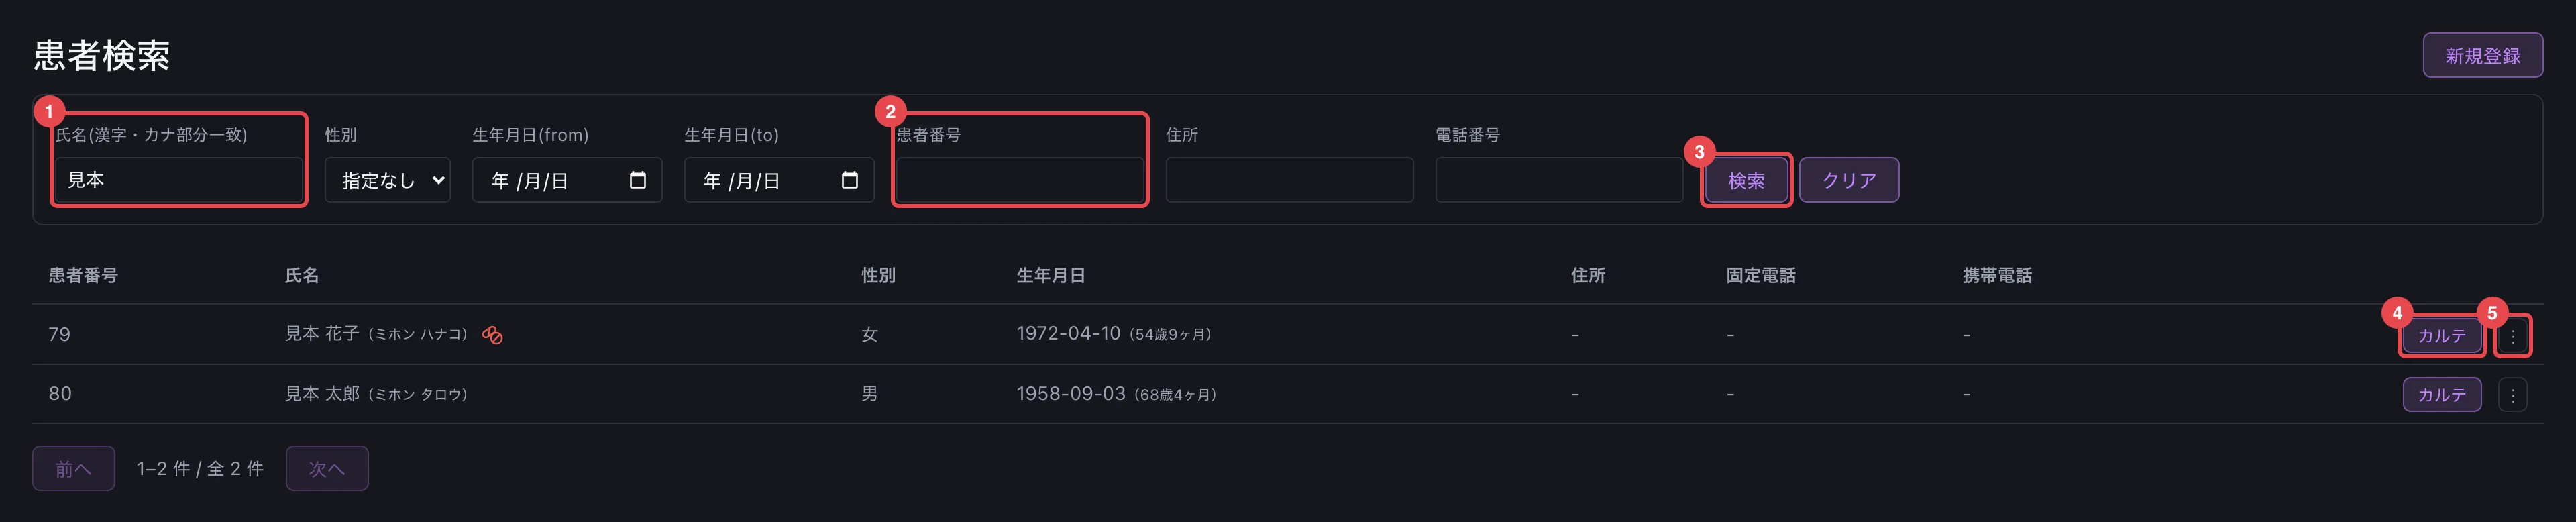 患者検索
新規登録
1 2 3
氏名(漢字・カナ部分一致) 性別 生年月日(from) 生年月日(to) 患者番号 住所 電話番号
見本 指定なし 年 /月/日 年 /月/日 検索 クリア
患者番号 氏名 性別 生年月日 住所 固定電話 携帯電話
4 5
79 見本 花子 (ミホン ハナコ) 女 1972-04-10 (54歳9ヶ月) - - - カルテ ⋮
80 見本 太郎 (ミホン タロウ) 男 1958-09-03 (68歳4ヶ月) - - - カルテ ⋮
前へ 1–2 件 / 全 2 件 次へ